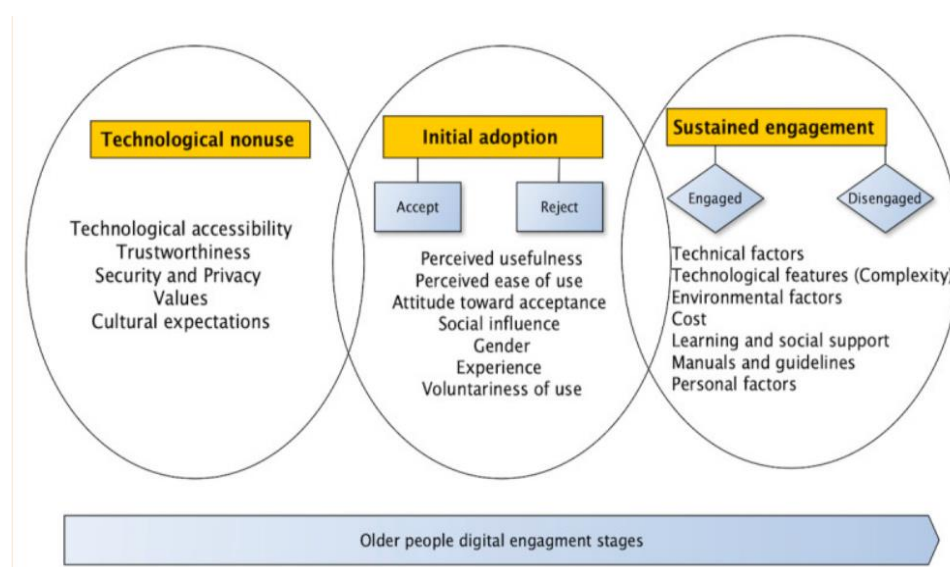 Technological nonuse
Technological accessibility
Trustworthiness
Security and Privacy
Values
Cultural expectations
Initial adoption
Accept
Reject
Perceived usefulness
Perceived ease of use
Attitude toward acceptance
Social influence
Gender
Experience
Voluntariness of use
Sustained engagement
Engaged
Disengaged
Technical factors
Technological features (Complexity)
Environmental factors
Cost
Learning and social support
Manuals and guidelines
Personal factors
Older people digital engagment stages